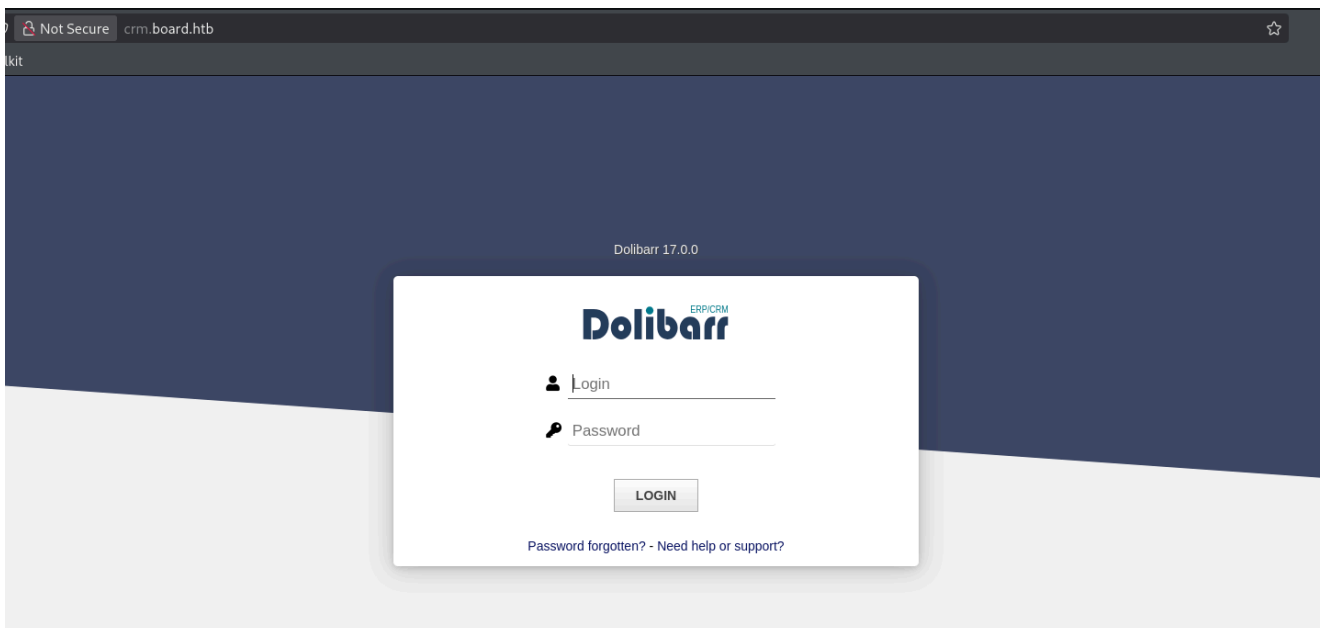 Not Secure crm.board.htb
lkit
Dolibarr 17.0.0
ERP/CRM
Dolibarr
Login
Password
LOGIN
Password forgotten? - Need help or support?